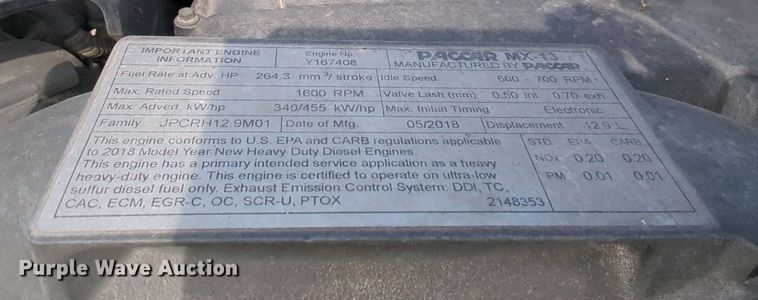 IMPORTANT ENGINE INFORMATION
Engine No. Y167408
PACCAR MX-13
MANUFACTURED BY PACCAR
Fuel Rate at Adv. HP 264.3 mm³/stroke Idle Speed 600 - 700 RPM
Max. Rated Speed 1600 RPM Valve Lash (mm) 0.50 int 0.70 exh
Max. Advert. kW/hp 340/455 kW/hp Max. Initial Timing Electronic
Family JPCRH12.9M01 Date of Mfg. 05/2018 Displacement 12.9 L.
This engine conforms to U.S. EPA and CARB regulations applicable
to 2018 Model Year New Heavy Duty Diesel Engines.
This engine has a primary intended service application as a heavy
heavy-duty engine. This engine is certified to operate on ultra-low
sulfur diesel fuel only. Exhaust Emission Control System: DDI, TC,
CAC, ECM, EGR-C, OC, SCR-U, PTOX
STD EPA CARB
NOx 0.20 0.20
PM 0.01 0.01
2148353
Purple Wave Auction